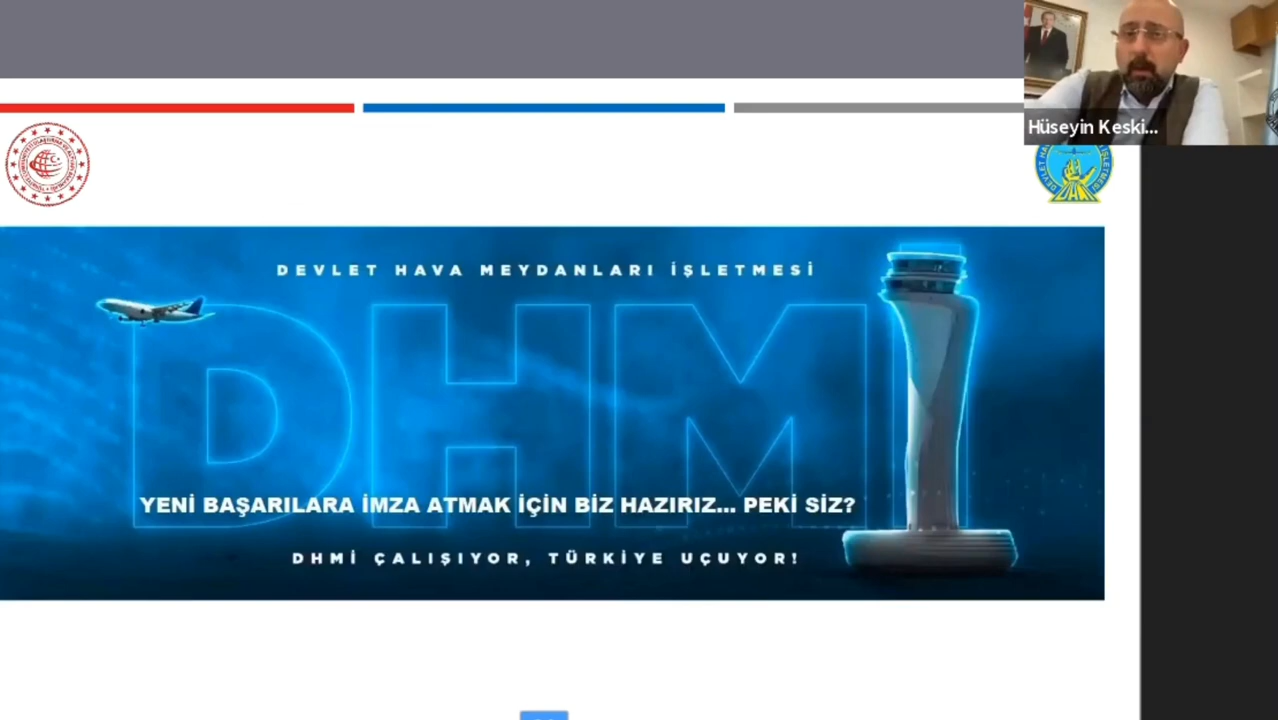 Hüseyin Keski...
DEVLET HAVA MEYDANLARI İŞLETMESİ
DHMİ
YENİ BAŞARILARA İMZA ATMAK İÇİN BİZ HAZIRIZ... PEKİ SİZ?
DHMİ ÇALIŞIYOR, TÜRKİYE UÇUYOR!